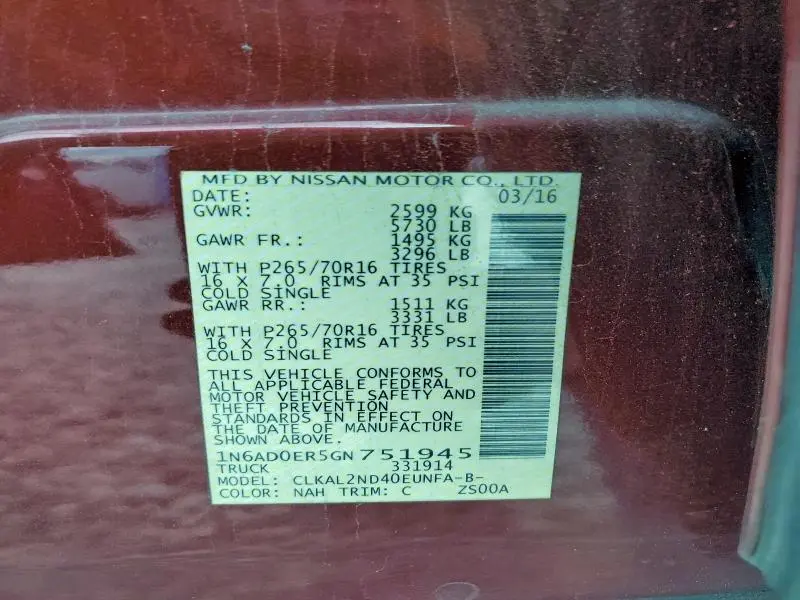 MFD BY NISSAN MOTOR CO., LTD.
DATE: 03/16
GVWR: 2599 KG
5730 LB
GAWR FR.: 1495 KG
3296 LB
WITH P265/70R16 TIRES
16 X 7.0 RIMS AT 35 PSI
COLD SINGLE
GAWR RR.: 1511 KG
3331 LB
WITH P265/70R16 TIRES
16 X 7.0 RIMS AT 35 PSI
COLD SINGLE
THIS VEHICLE CONFORMS TO
ALL APPLICABLE FEDERAL
MOTOR VEHICLE SAFETY AND
THEFT PREVENTION
STANDARDS IN EFFECT ON
THE DATE OF MANUFACTURE
SHOWN ABOVE.
1N6AD0ER5GN 751945
TRUCK 331914
MODEL: CLKAL2ND40EUNFA-B-
COLOR: NAH TRIM: C ZS00A